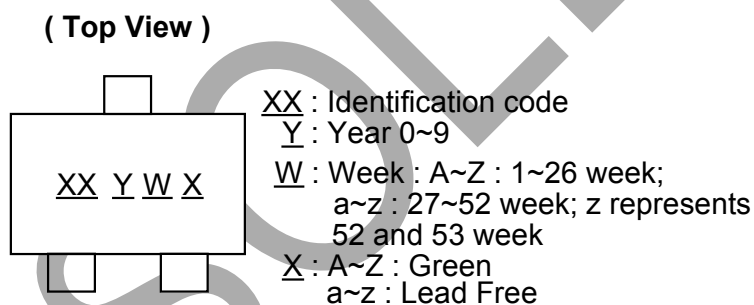 ( Top View )
XX Y W X
XX : Identification code
Y : Year 0~9
W : Week : A~Z : 1~26 week;
a~z : 27~52 week; z represents
52 and 53 week
X : A~Z : Green
a~z : Lead Free